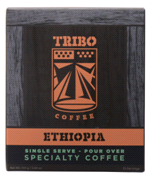 TRIBO
COFFEE
ETHIOPIA
SINGLE SERVE - POUR OVER
SPECIALTY COFFEE